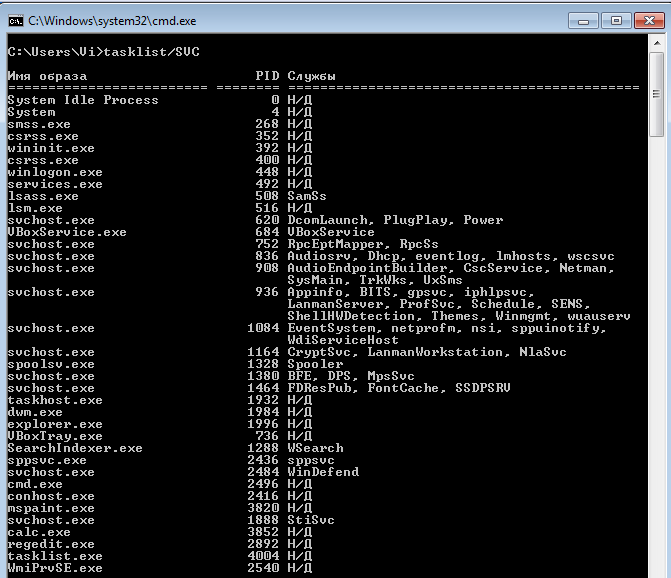 C:\Windows\system32\cmd.exe
C:\Users\Vi>tasklist/SVC
Имя образа PID Службы
========================= ======== ============================================
System Idle Process 0 Н/Д
System 4 Н/Д
smss.exe 268 Н/Д
csrss.exe 352 Н/Д
wininit.exe 392 Н/Д
csrss.exe 400 Н/Д
winlogon.exe 448 Н/Д
services.exe 492 Н/Д
lsass.exe 508 SamSs
lsm.exe 516 Н/Д
svchost.exe 620 DcomLaunch, PlugPlay, Power
VBoxService.exe 684 VBoxService
svchost.exe 752 RpcEptMapper, RpcSs
svchost.exe 836 Audiosrv, Dhcp, eventlog, lmhosts, wscsvc
svchost.exe 908 AudioEndpointBuilder, CscService, Netman,
SysMain, TrkWks, UxSms
svchost.exe 936 Appinfo, BITS, gpsvc, iphlpsvc,
LanmanServer, ProfSvc, Schedule, SENS,
ShellHWDetection, Themes, Winmgmt, wuauserv
svchost.exe 1084 EventSystem, netprofm, nsi, sppuinotify,
WdiServiceHost
svchost.exe 1164 CryptSvc, LanmanWorkstation, NlaSvc
spoolsv.exe 1328 Spooler
svchost.exe 1380 BFE, DPS, MpsSvc
svchost.exe 1464 FDResPub, FontCache, SSDPSRV
taskhost.exe 1932 Н/Д
dwm.exe 1984 Н/Д
explorer.exe 1996 Н/Д
VBoxTray.exe 736 Н/Д
SearchIndexer.exe 1288 WSearch
sppsvc.exe 2436 sppsvc
svchost.exe 2484 WinDefend
cmd.exe 2496 Н/Д
conhost.exe 2416 Н/Д
mspaint.exe 3820 Н/Д
svchost.exe 1888 StiSvc
calc.exe 3852 Н/Д
regedit.exe 2892 Н/Д
tasklist.exe 4004 Н/Д
WmiPrvSE.exe 2540 Н/Д